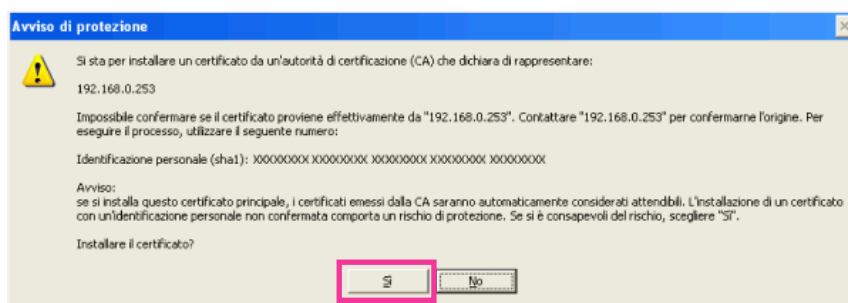 Avviso di protezione
Si sta per installare un certificato da un'autorità di certificazione (CA) che dichiara di rappresentare:
192.168.0.253
Impossibile confermare se il certificato proviene effettivamente da "192.168.0.253". Contattare "192.168.0.253" per confermarne l'origine. Per
eseguire il processo, utilizzare il seguente numero:
Identificazione personale (sha1): XXXXXXXX XXXXXXXX XXXXXXXX XXXXXXXX XXXXXXXX
Avviso:
se si installa questo certificato principale, i certificati emessi dalla CA saranno automaticamente considerati attendibili. L'installazione di un certificato
con un'identificazione personale non confermata comporta un rischio di protezione. Se si è consapevoli del rischio, scegliere "Sì".
Installare il certificato?
Sì No